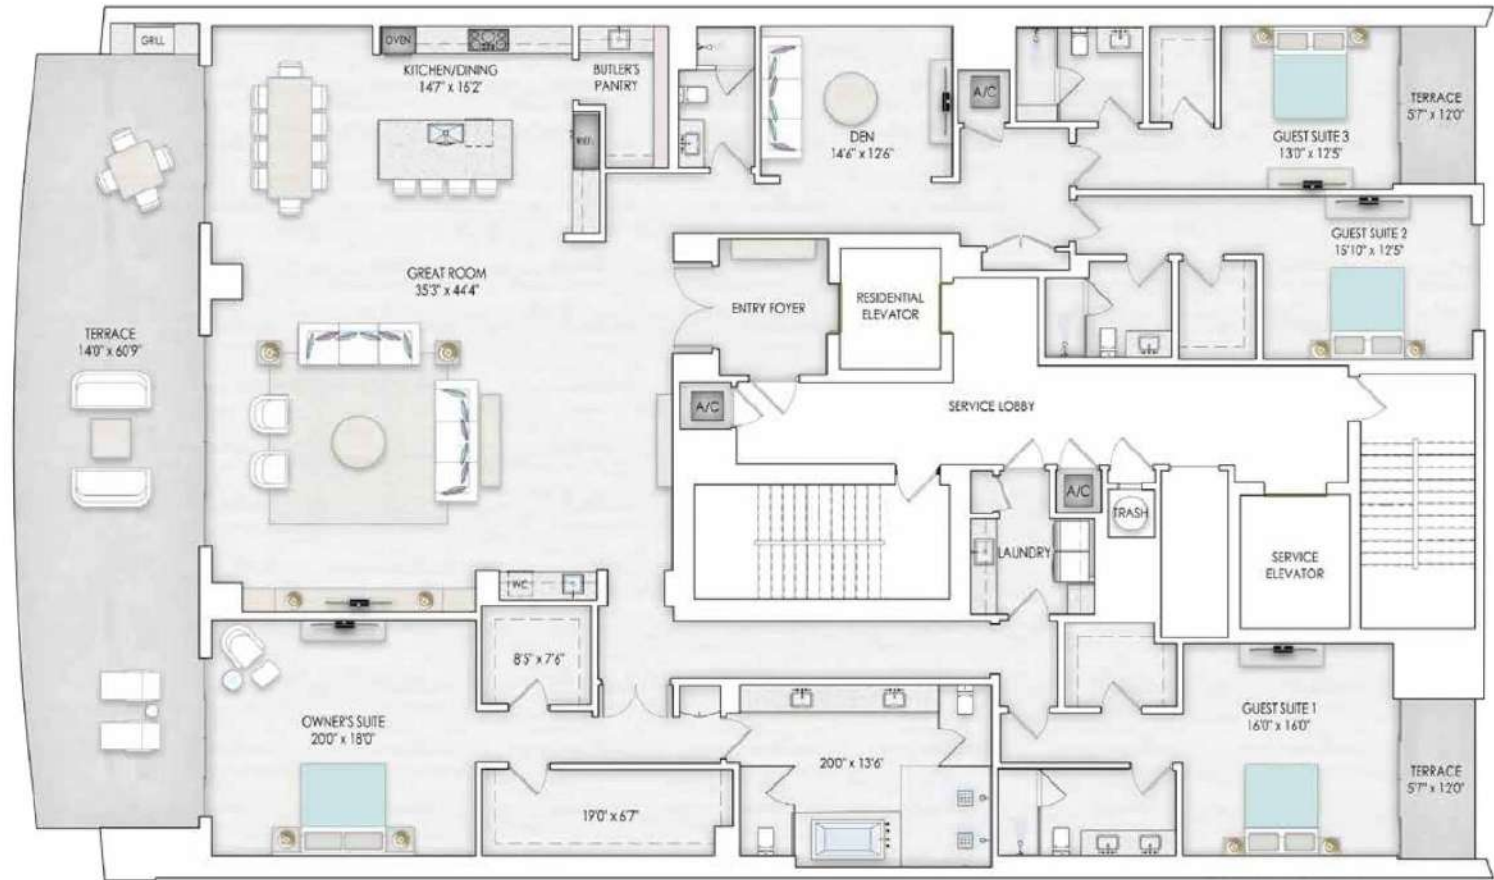 GRILL
OVEN
KITCHEN/DINING
14'7" x 15'2"
BUTLER'S
PANTRY
REF.
DEN
14'6" x 12'6"
A/C
GUEST SUITE 3
13'0" x 12'5"
TERRACE
5'7" x 12'0"
GUEST SUITE 2
15'10" x 12'5"
GREAT ROOM
35'3" x 44'4"
ENTRY FOYER
RESIDENTIAL
ELEVATOR
TERRACE
14'0" x 60'9"
A/C
SERVICE LOBBY
A/C
TRASH
LAUNDRY
SERVICE
ELEVATOR
WC
8'5" x 7'6"
OWNER'S SUITE
20'0" x 18'0"
GUEST SUITE 1
16'0" x 16'0"
20'0" x 13'6"
TERRACE
5'7" x 12'0"
19'0" x 6'7"